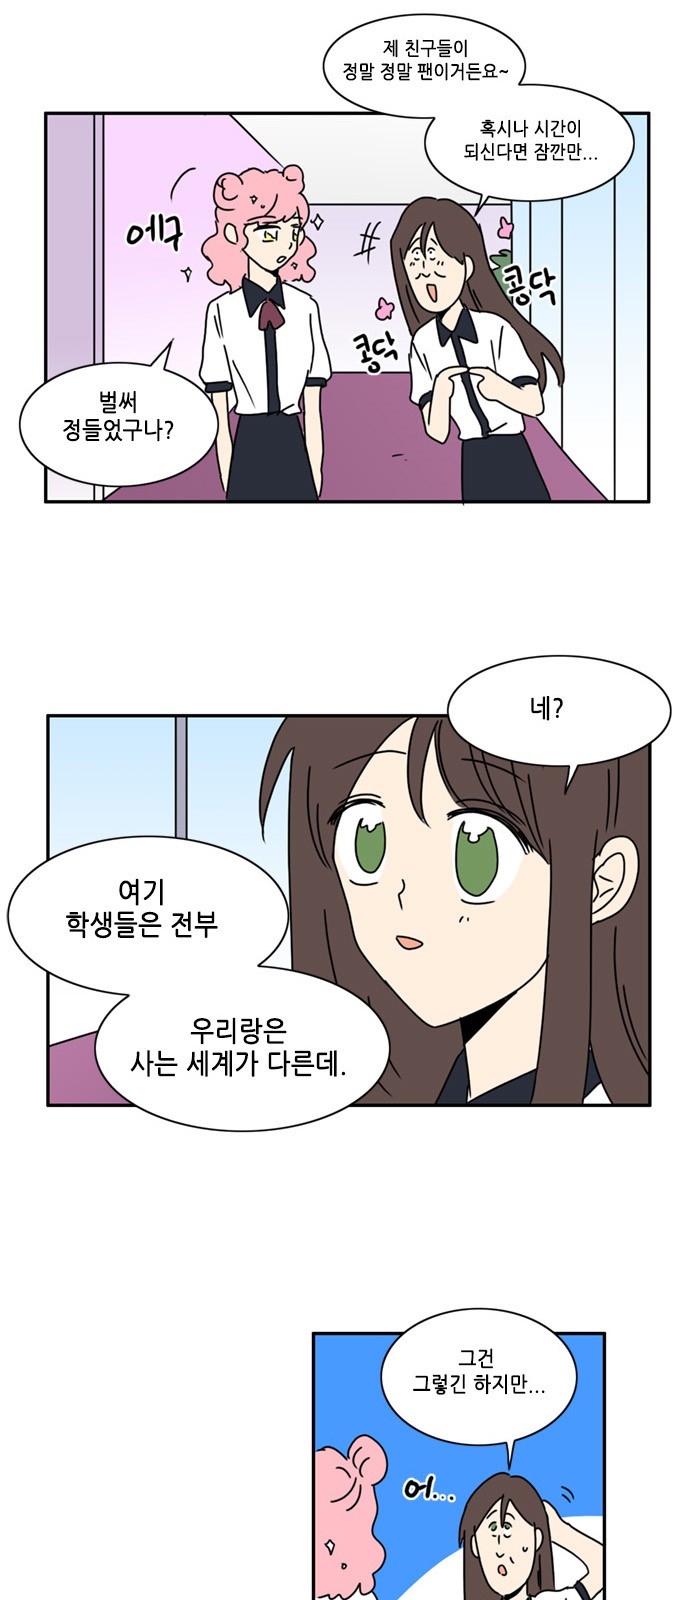 제 친구들이
정말 정말 팬이거든요~
혹시나 시간이
되신다면 잠깐만...
에구
콩닥
콩닥
벌써
정들었구나?
네?
여기
학생들은 전부
우리랑은
사는 세계가 다른데.
그건
그렇긴 하지만...
어...